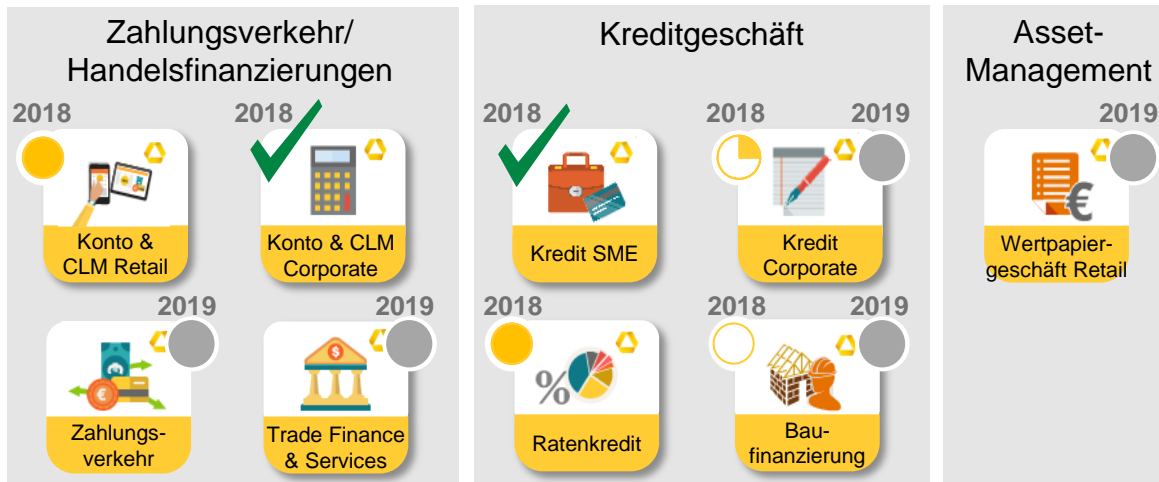 Zahlungsverkehr/
Handelsfinanzierungen
2018
Konto &
CLM Retail
2018
Konto & CLM
Corporate
2019
Zahlungs-
verkehr
2019
Trade Finance
& Services
Kreditgeschäft
2018
Kredit SME
2018
2019
Kredit
Corporate
2018
%
Ratenkredit
2018
2019
Bau-
finanzierung
Asset-
Management
2019
€
Wertpapier-
geschäft Retail